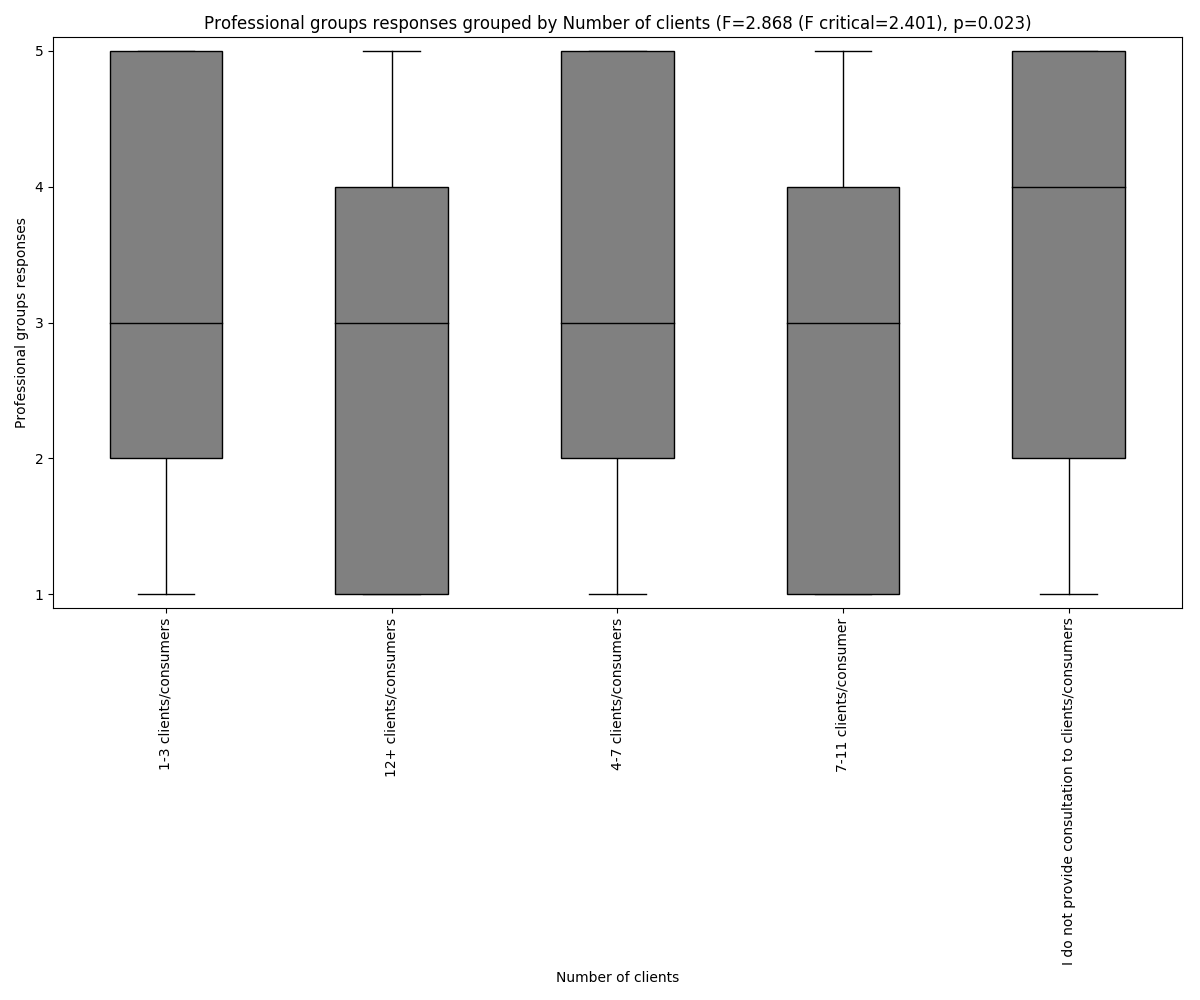 Professional groups responses grouped by Number of clients (F=2.868 (F critical=2.401), p=0.023)
Professional groups responses
5
4
3
2
1
1-3 clients/consumers
12+ clients/consumers
4-7 clients/consumers
7-11 clients/consumer
I do not provide consultation to clients/consumers
Number of clients